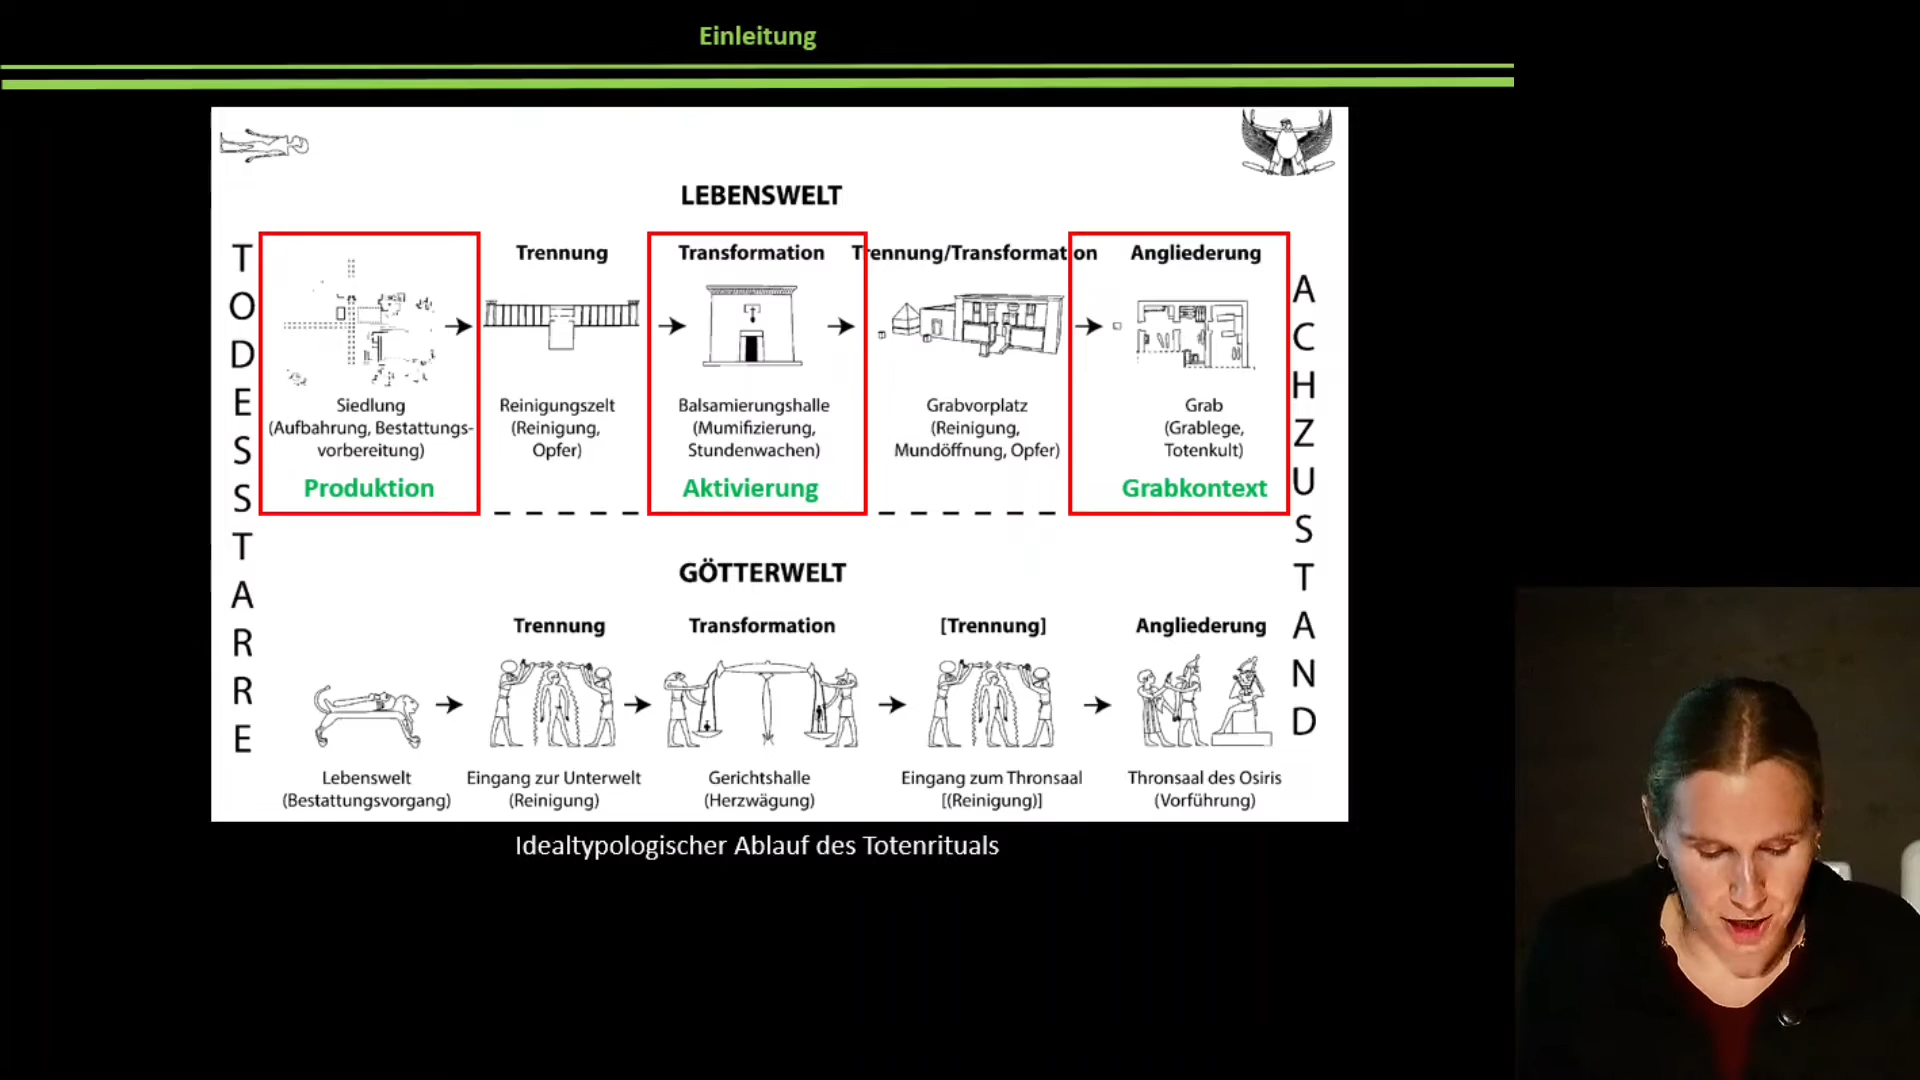 Einleitung
LEBENSWELT
TODESSTARRE
Trennung
Transformation
Trennung/Transformation
Angliederung
Siedlung
(Aufbahrung, Bestattungs-
vorbereitung)
Produktion
Reinigungszelt
(Reinigung,
Opfer)
Balsamierungshalle
(Mumifizierung,
Stundenwachen)
Aktivierung
Grabvorplatz
(Reinigung,
Mundöffnung, Opfer)
Grab
(Grablege,
Totenkult)
Grabkontext
ACHZUSTAND
GÖTTERWELT
Trennung
Transformation
[Trennung]
Angliederung
Lebenswelt
(Bestattungsvorgang)
Eingang zur Unterwelt
(Reinigung)
Gerichtshalle
(Herzwägung)
Eingang zum Thronsaal
[(Reinigung)]
Thronsaal des Osiris
(Vorführung)
Idealtypologischer Ablauf des Totenrituals